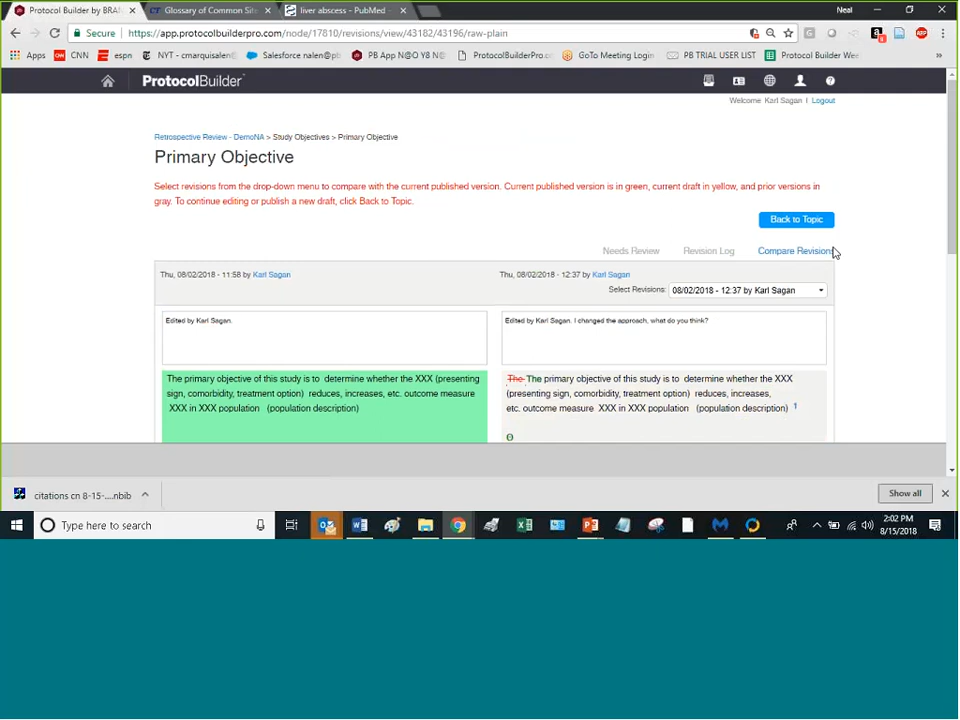 Protocol Builder by BRAN
Glossary of Common Site
liver abscess - PubMed
Neal
Secure https://app.protocolbuilderpro.com/node/17810/revisions/view/43182/43196/raw-plain
Apps CNN espn NYT - cmarquisalen Salesforce nalen@pro PB App N@O Y8 N@ ProtocolBuilderPro.c GoTo Meeting Login PB TRIAL USER LIST Protocol Builder Wee »
ProtocolBuilder
Welcome Karl Sagan | Logout
Retrospective Review - DemoNA > Study Objectives > Primary Objective
Primary Objective
Select revisions from the drop-down menu to compare with the current published version. Current published version is in green, current draft in yellow, and prior versions in
gray. To continue editing or publish a new draft, click Back to Topic.
Back to Topic
Needs Review Revision Log Compare Revisions
Thu, 08/02/2018 - 11:58 by Karl Sagan
Thu, 08/02/2018 - 12:37 by Karl Sagan
Select Revisions: 08/02/2018 - 12:37 by Karl Sagan
Edited by Karl Sagan.
Edited by Karl Sagan. I changed the approach, what do you think?
The primary objective of this study is to determine whether the XXX (presenting
sign, comorbidity, treatment option) reduces, increases, etc. outcome measure
XXX in XXX population (population description)
The The primary objective of this study is to determine whether the XXX
(presenting sign, comorbidity, treatment option) reduces, increases,
etc. outcome measure XXX in XXX population (population description) 1
citations cn 8-15-....nbib
Show all
Type here to search
2:02 PM
8/15/2018